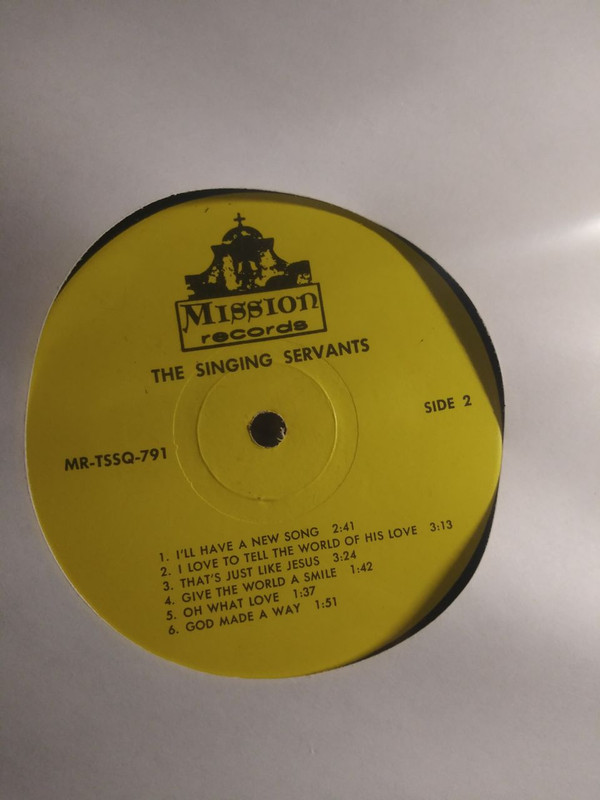 Mission
records
THE SINGING SERVANTS
SIDE 2
MR-TSSQ-791
1. I'LL HAVE A NEW SONG 2:41
2. I LOVE TO TELL THE WORLD OF HIS LOVE 3:13
3. THAT'S JUST LIKE JESUS 3:24
4. GIVE THE WORLD A SMILE 1:42
5. OH WHAT LOVE 1:37
6. GOD MADE A WAY 1:51